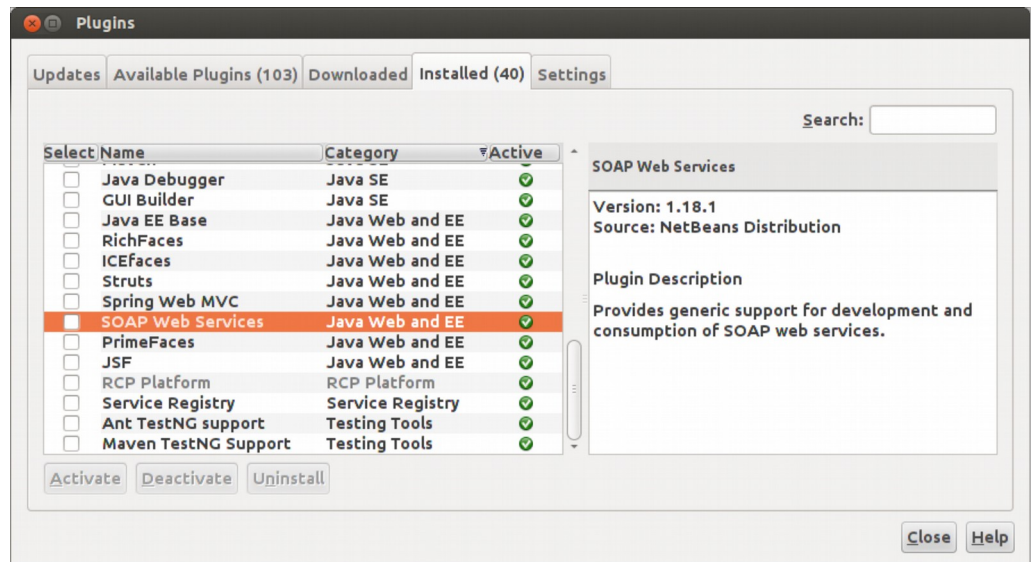 Plugins
Updates Available Plugins (103) Downloaded Installed (40) Settings
Search:
Select Name Category Active
Java Debugger Java SE
GUI Builder Java SE
Java EE Base Java Web and EE
RichFaces Java Web and EE
ICEfaces Java Web and EE
Struts Java Web and EE
Spring Web MVC Java Web and EE
SOAP Web Services Java Web and EE
PrimeFaces Java Web and EE
JSF Java Web and EE
RCP Platform RCP Platform
Service Registry Service Registry
Ant TestNG support Testing Tools
Maven TestNG Support Testing Tools
SOAP Web Services
Version: 1.18.1
Source: NetBeans Distribution
Plugin Description
Provides generic support for development and
consumption of SOAP web services.
Activate Deactivate Uninstall
Close Help